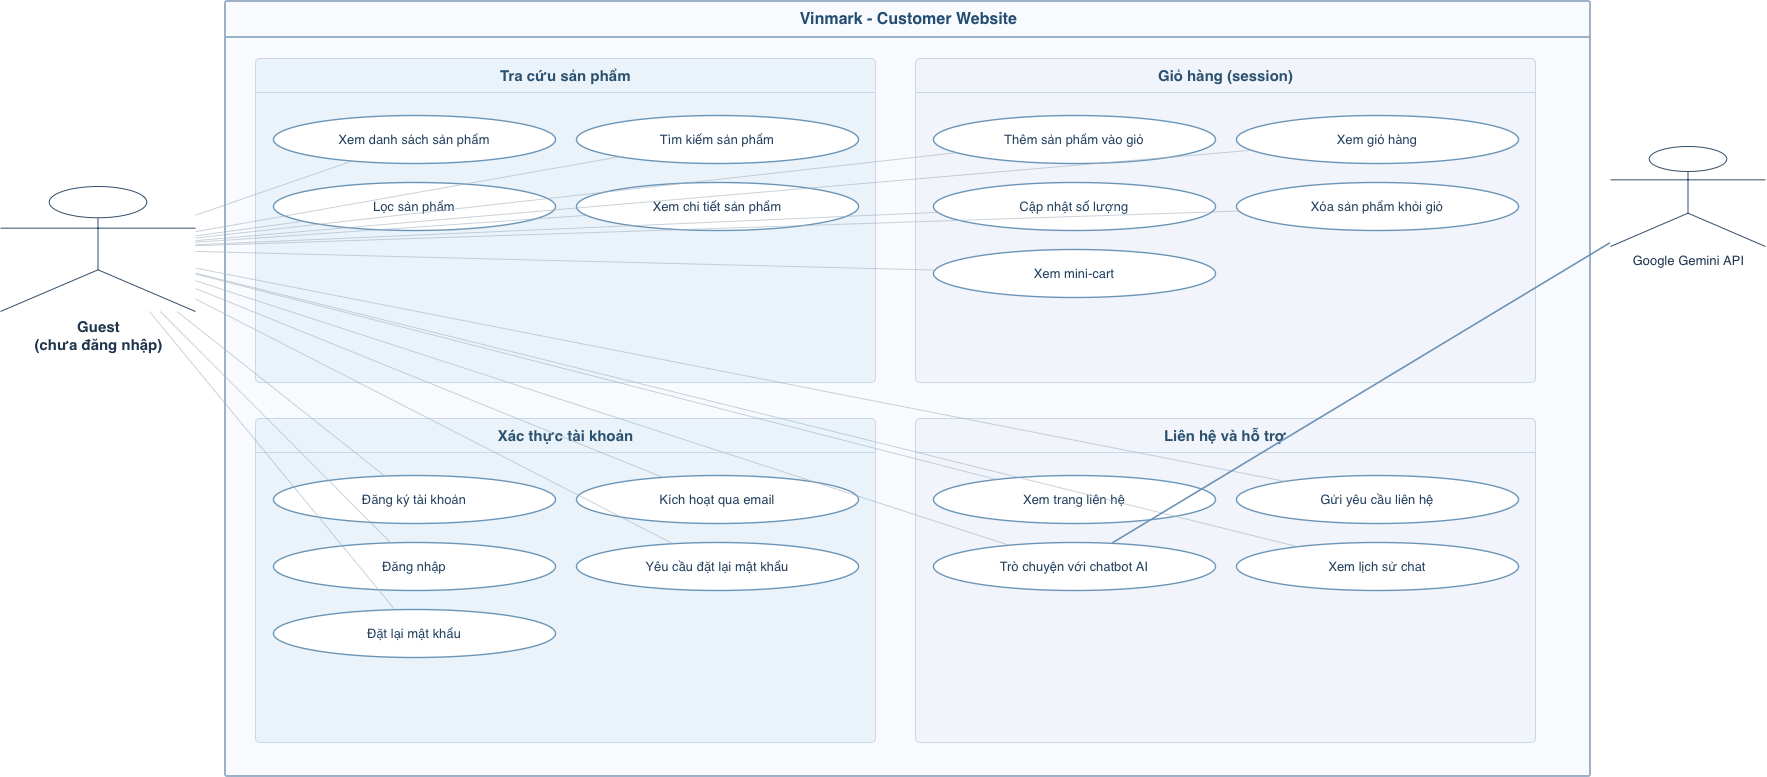 Vinmark - Customer Website
Tra cứu sản phẩm
Xem danh sách sản phẩm
Tìm kiếm sản phẩm
Lọc sản phẩm
Xem chi tiết sản phẩm
Giỏ hàng (session)
Thêm sản phẩm vào giỏ
Xem giỏ hàng
Cập nhật số lượng
Xóa sản phẩm khỏi giỏ
Xem mini-cart
Google Gemini API
Guest
(chưa đăng nhập)
Xác thực tài khoản
Đăng ký tài khoản
Kích hoạt qua email
Đăng nhập
Yêu cầu đặt lại mật khẩu
Đặt lại mật khẩu
Liên hệ và hỗ trợ
Xem trang liên hệ
Gửi yêu cầu liên hệ
Trò chuyện với chatbot AI
Xem lịch sử chat